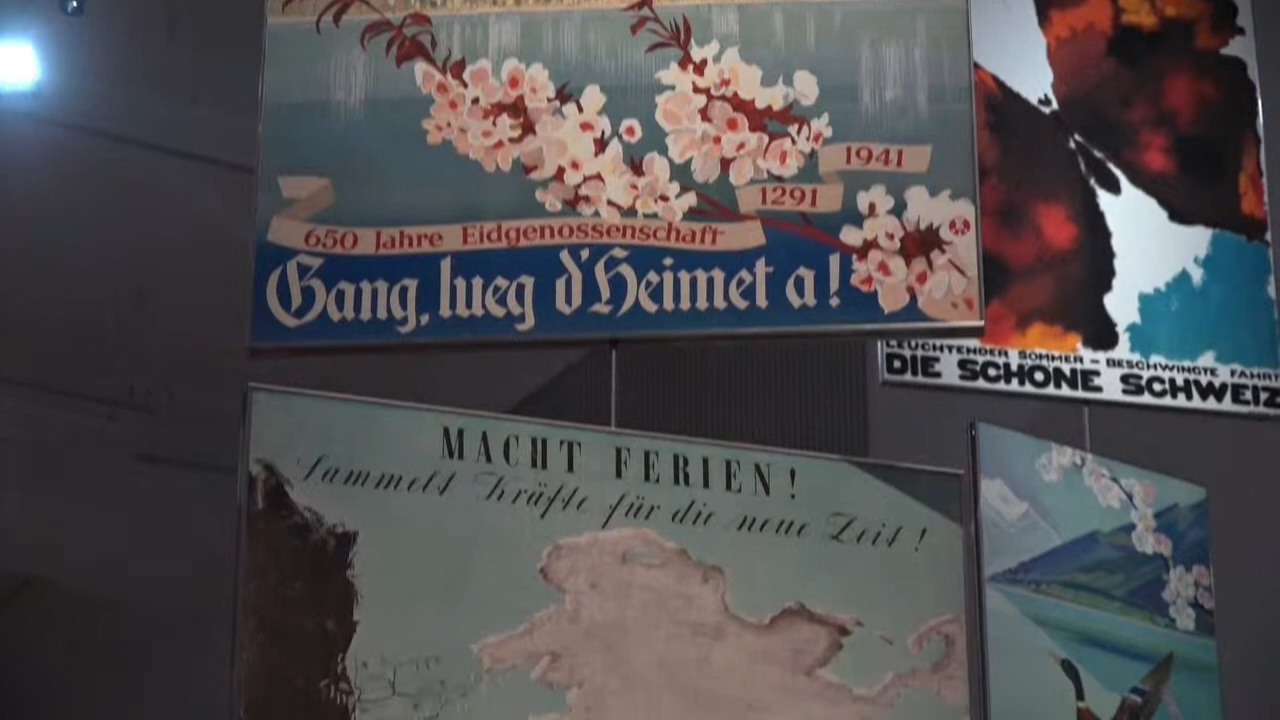 1941
1291
650 Jahre Eidgenossenschaft
Gang, lueg d'Heimet a!
LEUCHTENDER SOMMER – BESCHWINGTE FAHRT
DIE SCHÖNE SCHWEIZ
MACHT FERIEN!
Sammelt Kräfte für die neue Zeit!